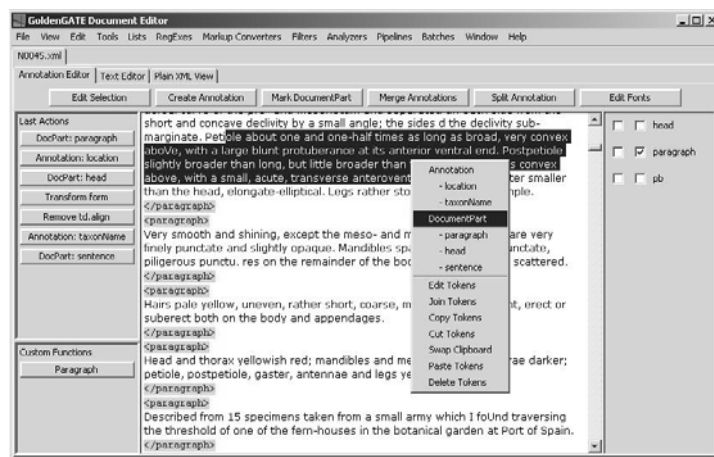 GoldenGATE Document Editor
File View Edit Tools Lists RegExes Markup Converters Filters Analyzers Pipelines Batches Window Help
N0045.xml
Annotation Editor Text Editor Plain XML View
Edit Selection Create Annotation Mark DocumentPart Merge Annotations Split Annotation Edit Fonts
Last Actions
DocPart: paragraph
Annotation: location
DocPart: head
Transform form
Remove td.align
Annotation: taxonName
DocPart: sentence
Custom Functions
Paragraph
short and concave declivity by a small angle; the sides d the declivity sub-
marginate. Petiole about one and one-half times as long as broad, very convex
aboVe, with a large blunt protuberance at its anterior ventral end. Postpetiole
slightly broader than long, but little broader than convex
above, with a small, acute, transverse smaller
than the head, elongate-elliptical. Legs rather
</paragraph>
<paragraph>
Very smooth and shining, except the meso- and are very
finely punctate and slightly opaque. Mandibles
piligerous punctu. res on the remainder of the scattered.
</paragraph>
<paragraph>
Hairs pale yellow, uneven, rather short, coarse, erect or
suberect both on the body and appendages.
</paragraph>
<paragraph>
Head and thorax yellowish red; mandibles and darker;
petiole, postpetiole, gaster, antennae and legs
</paragraph>
<paragraph>
Described from 15 specimens taken from a small army which I foUnd traversing
the threshold of one of the fern-houses in the botanical garden at Port of Spain.
</paragraph>
Annotation
- location
- taxonName
DocumentPart
- paragraph
- head
- sentence
Edit Tokens
Join Tokens
Copy Tokens
Cut Tokens
Swap Clipboard
Paste Tokens
Delete Tokens
head
paragraph
pb